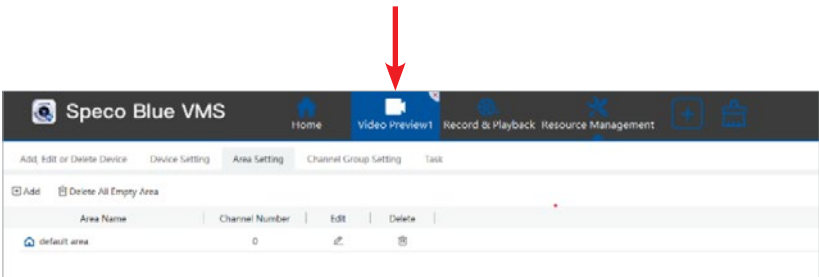 Speco Blue VMS
Home
Video Preview1
Record & Playback
Resource Management
Add, Edit or Delete Device
Device Setting
Area Setting
Channel Group Setting
Task
Add
Delete All Empty Area
Area Name
Channel Number
Edit
Delete
default area
0